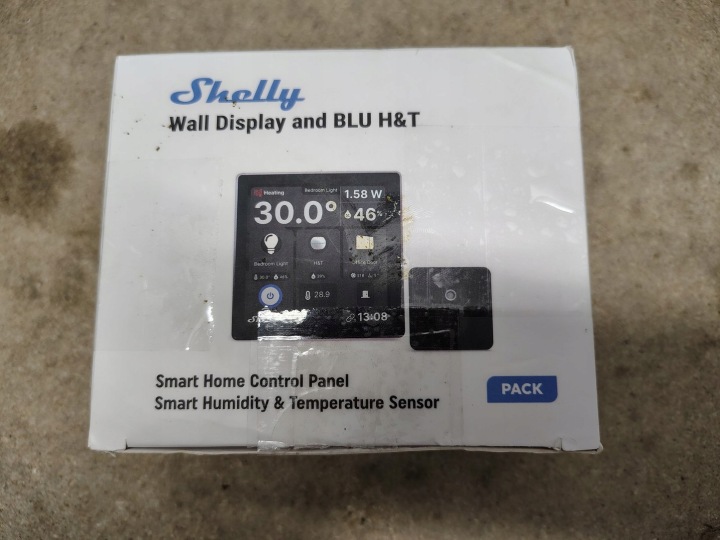 Shelly
Wall Display and BLU H&T
Heating
Bedroom Light
1.58 W
30.0°
46%
Bedroom Light
H&T
28.9
13:08
Smart Home Control Panel
Smart Humidity & Temperature Sensor
PACK